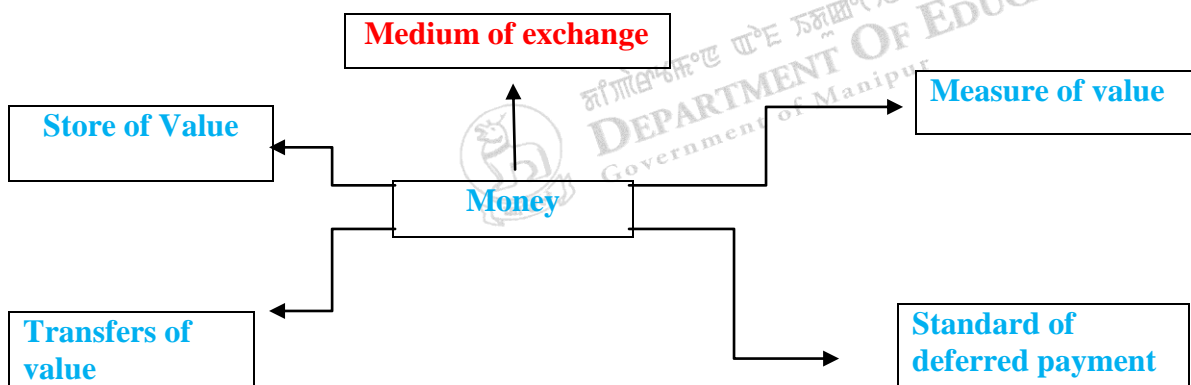 Medium of exchange
DEPARTMENT OF
Government of Manipur
Measure of value
Store of Value
Money
Transfers of
value
Standard of
deferred payment